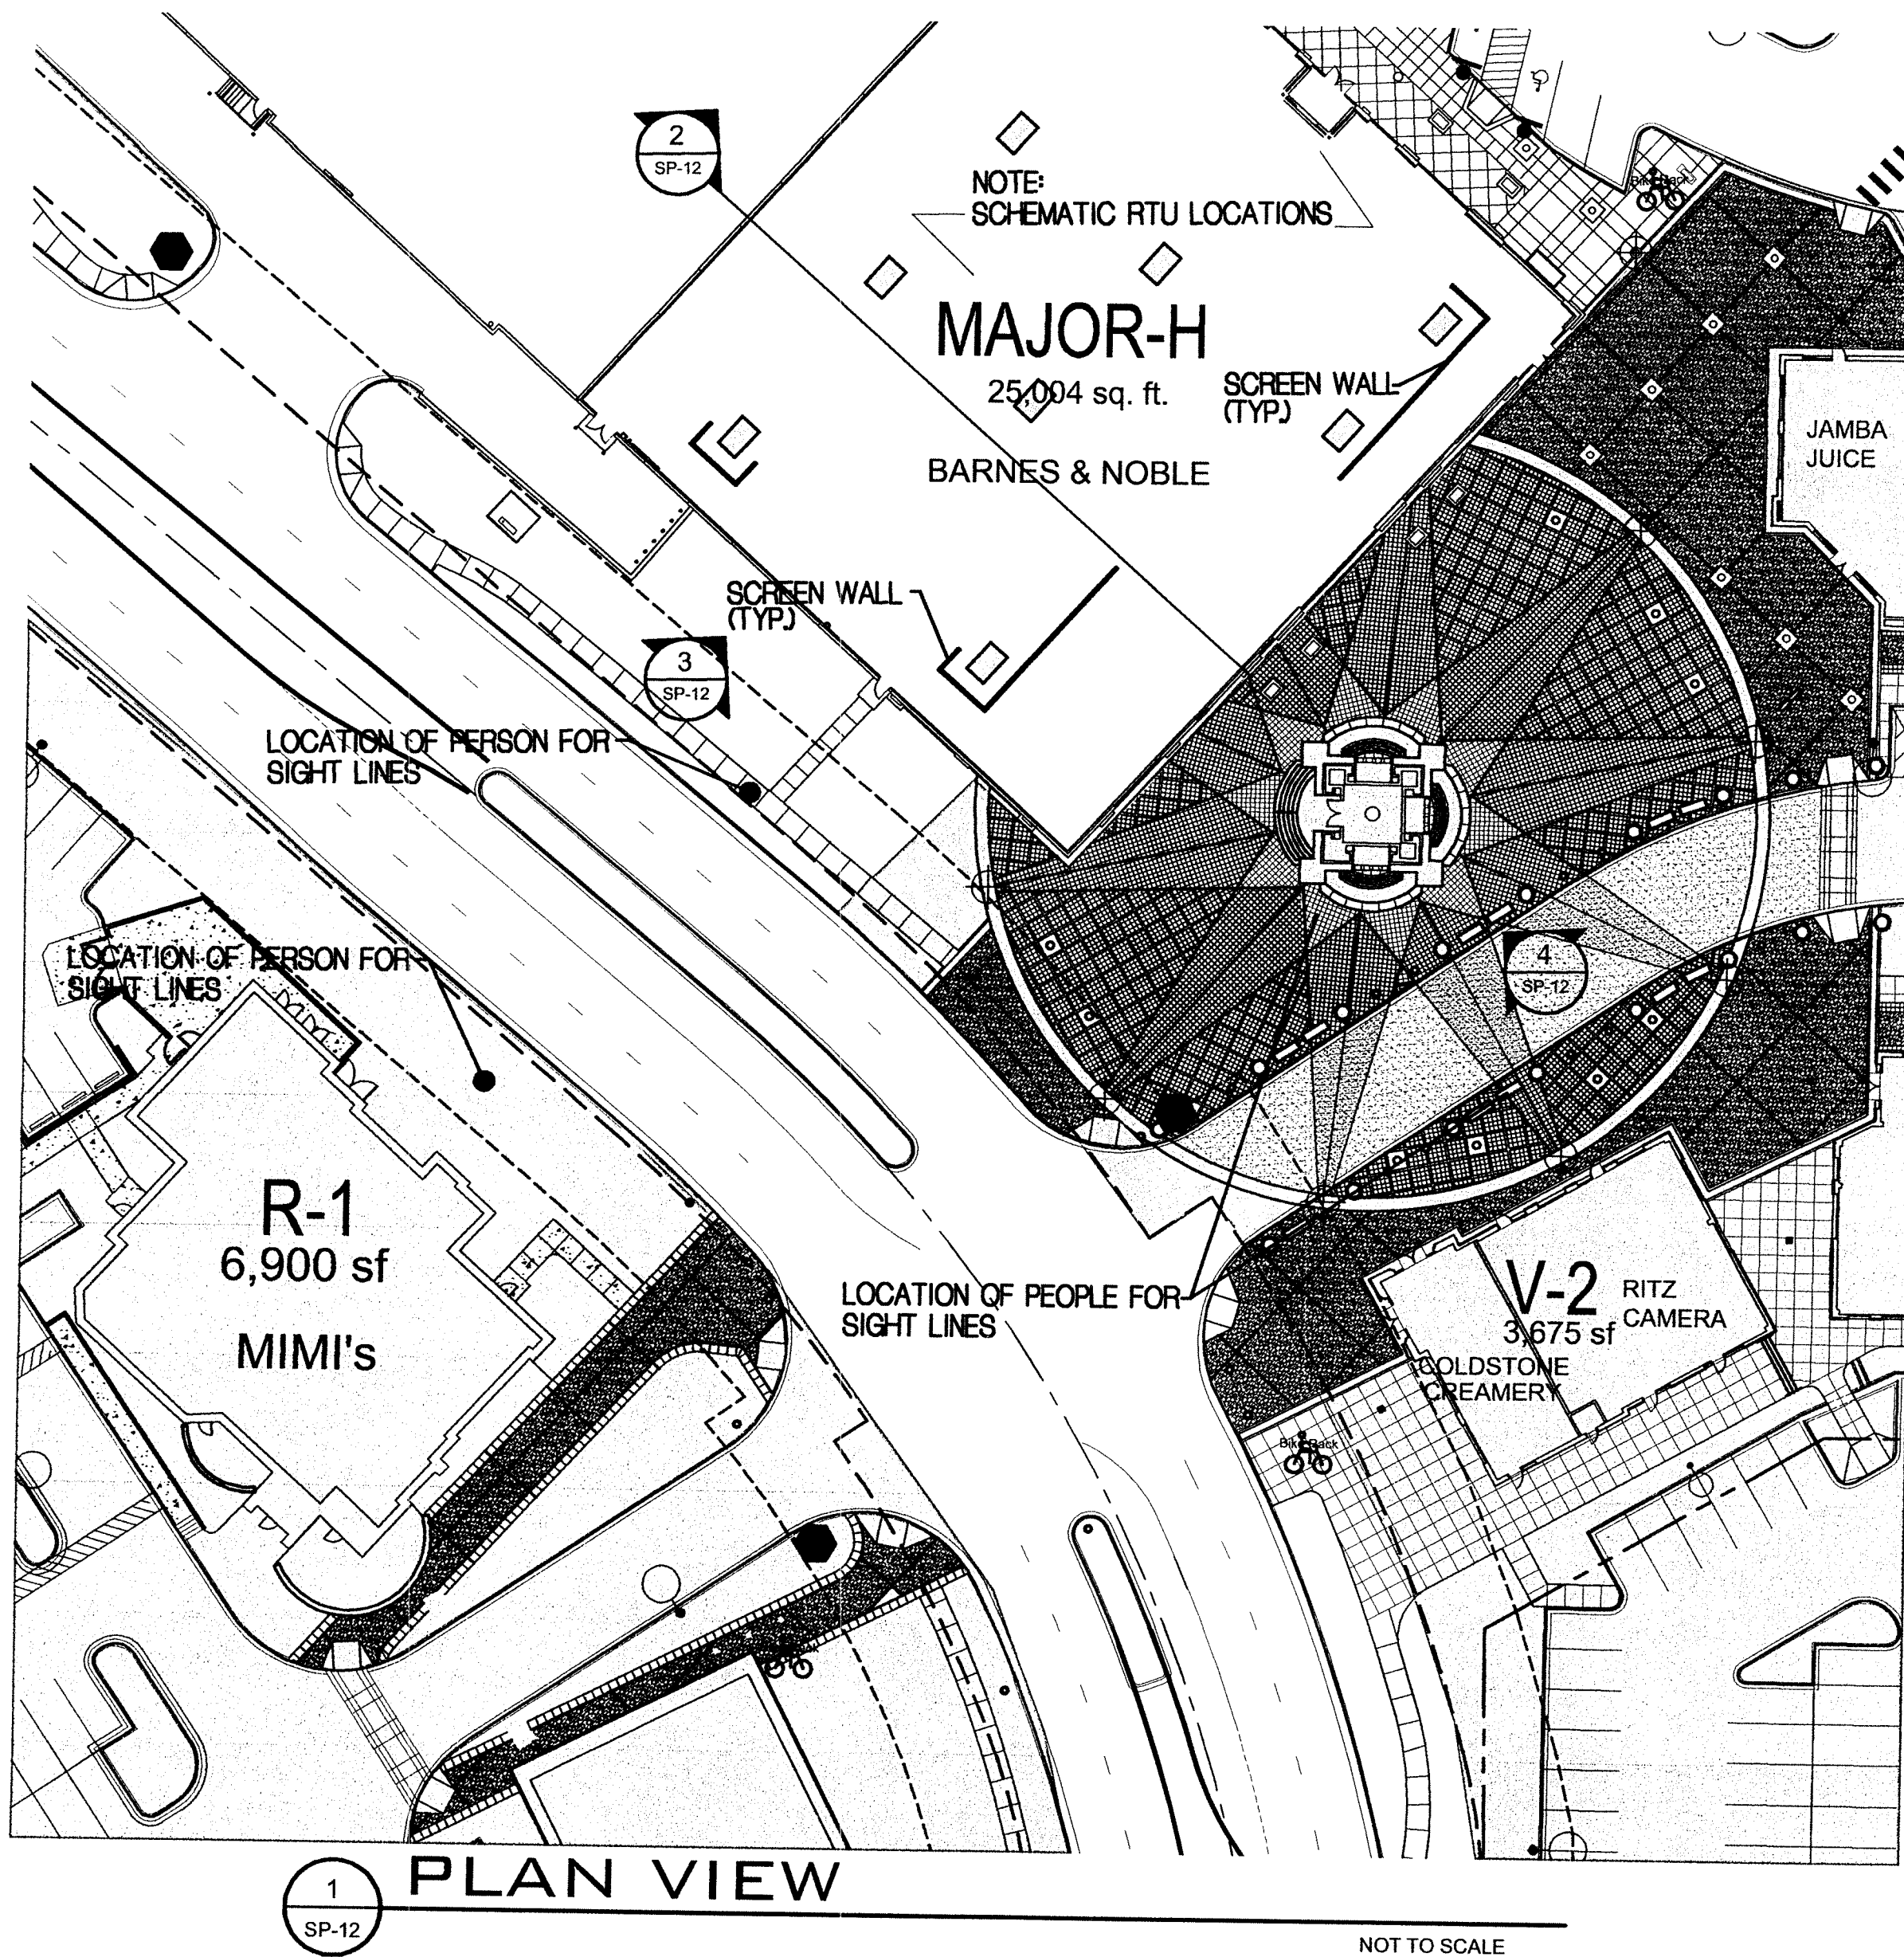 2
SP-12
NOTE:
SCHEMATIC RTU LOCATIONS
Bike Rack
MAJOR-H
25,004 sq. ft.
SCREEN WALL
(TYP.)
BARNES & NOBLE
JAMBA
JUICE
SCREEN WALL
(TYP.)
3
SP-12
LOCATION OF PERSON FOR
SIGHT LINES
LOCATION OF PERSON FOR
SIGHT LINES
4
SP-12
R-1
6,900 sf
MIMI's
LOCATION OF PEOPLE FOR
SIGHT LINES
V-2
3,675 sf
RITZ
CAMERA
COLDSTONE
CREAMERY
Bike Rack
1
SP-12
PLAN VIEW
NOT TO SCALE